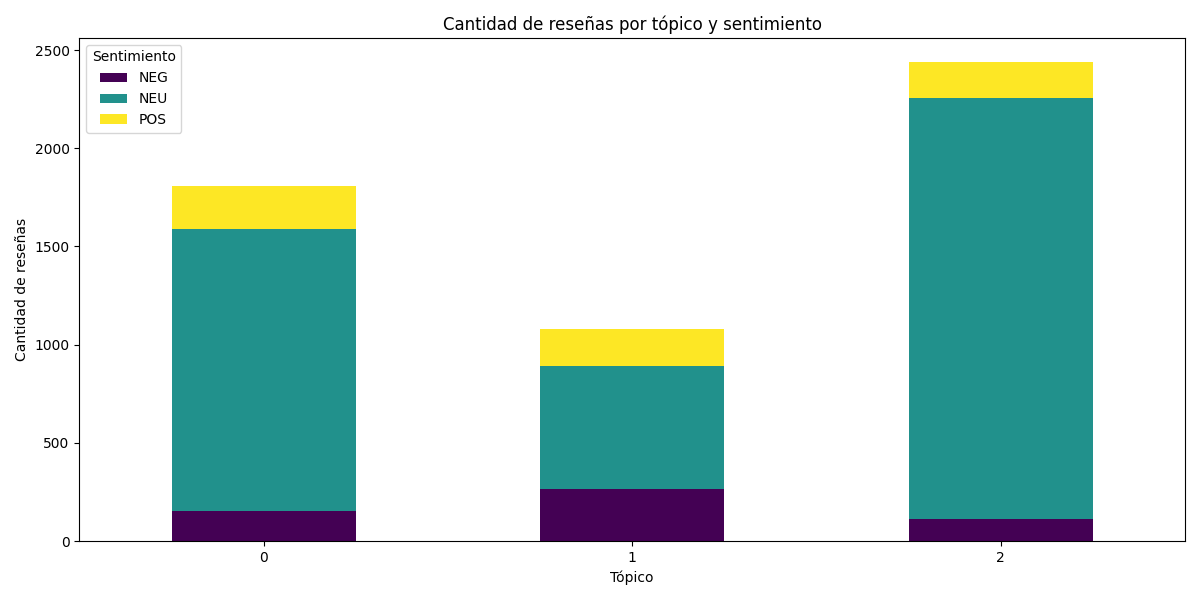 Cantidad de reseñas por tópico y sentimiento
Sentimiento
NEG
NEU
POS
Cantidad de reseñas
2500
2000
1500
1000
500
0
0
1
2
Tópico